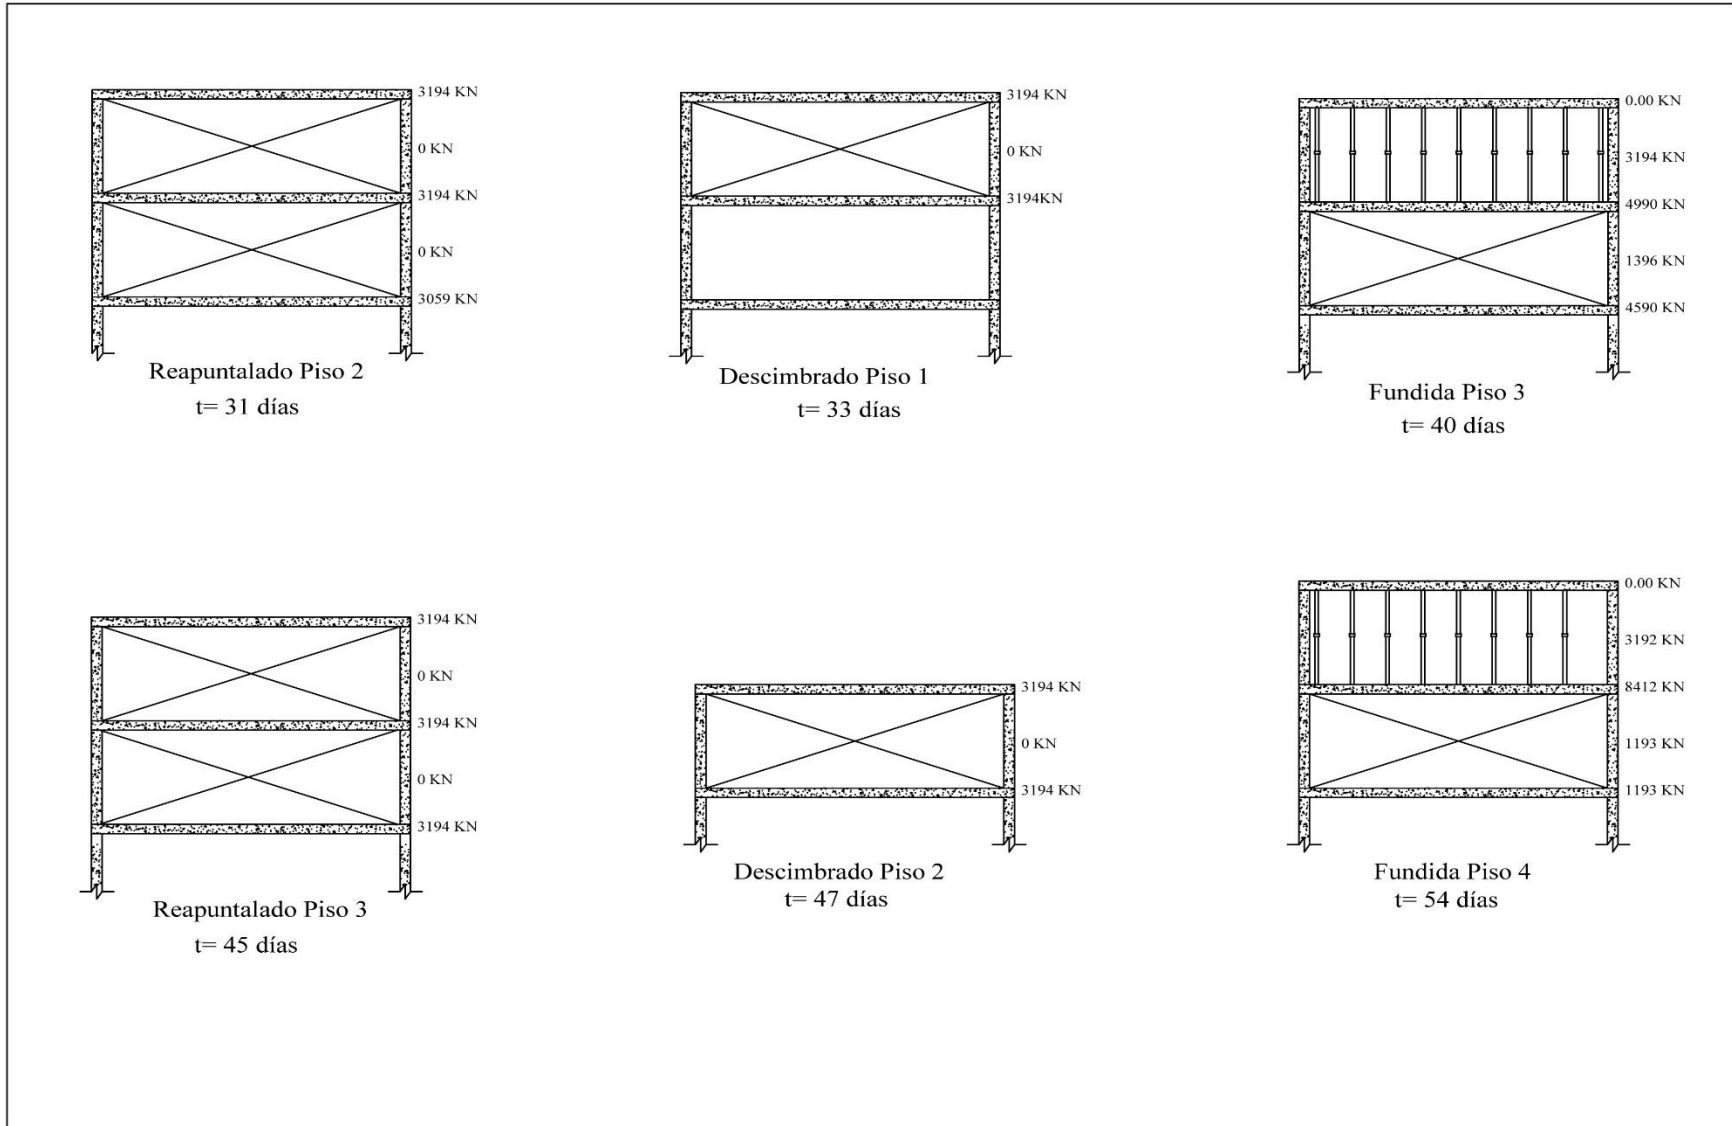 3194 KN
0 KN
3194 KN
0 KN
3059 KN
Reapuntalado Piso 2
t= 31 días
3194 KN
0 KN
3194KN
Descimbrado Piso 1
t= 33 días
0.00 KN
3194 KN
4990 KN
1396 KN
4590 KN
Fundida Piso 3
t= 40 días
3194 KN
0 KN
3194 KN
0 KN
3194 KN
Reapuntalado Piso 3
t= 45 días
3194 KN
0 KN
3194 KN
Descimbrado Piso 2
t= 47 días
0.00 KN
3192 KN
8412 KN
1193 KN
1193 KN
Fundida Piso 4
t= 54 días